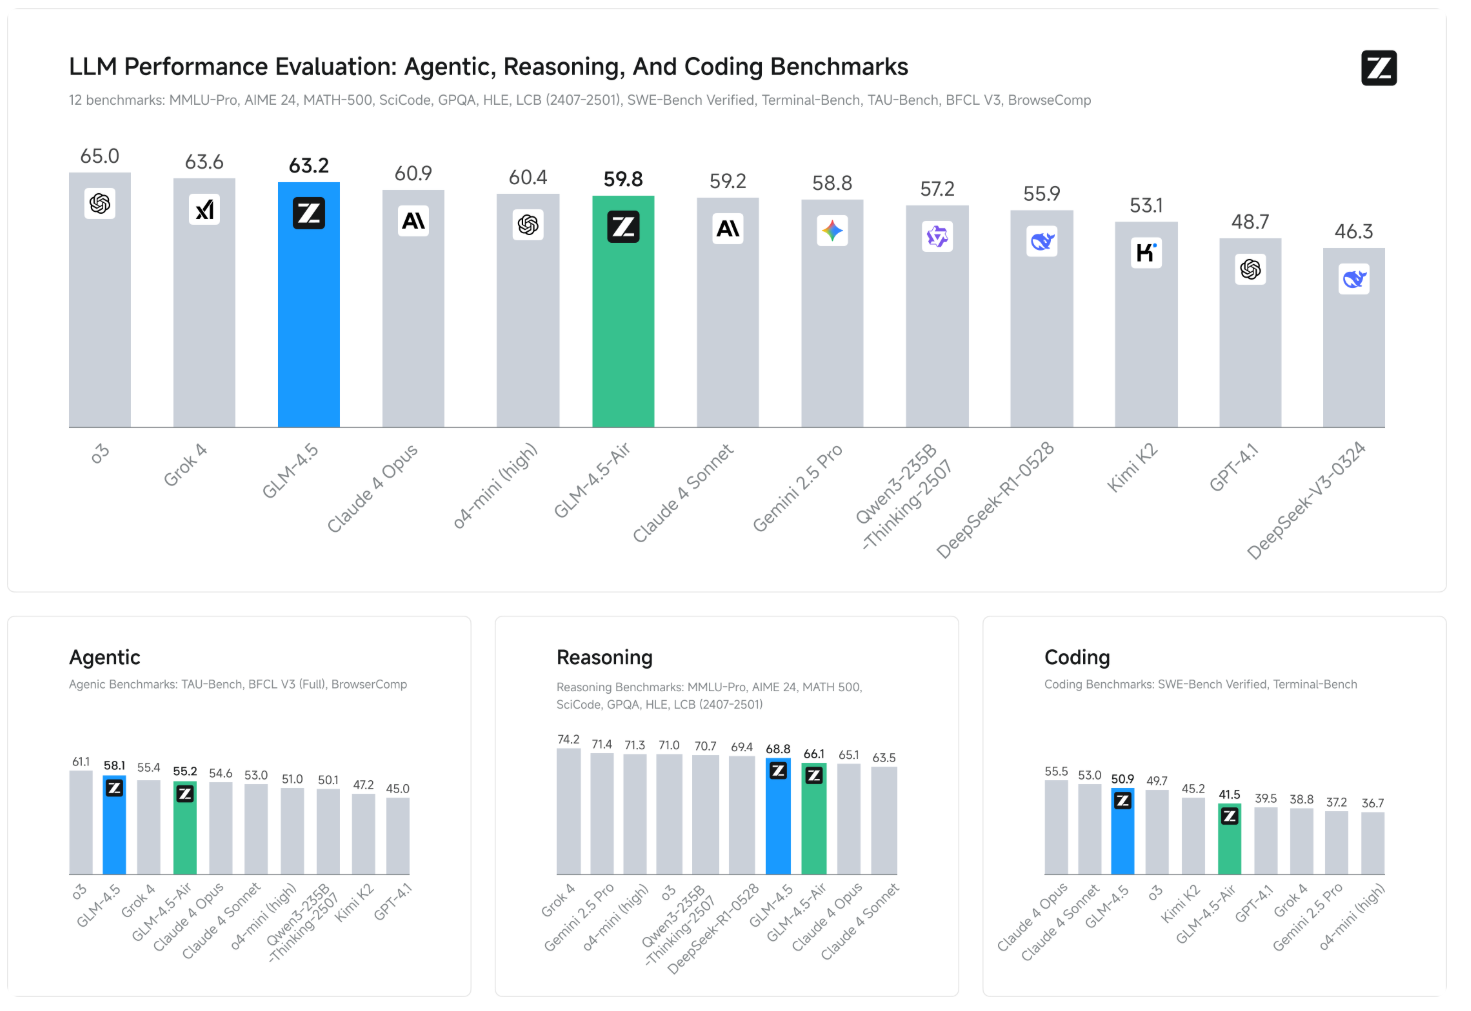 LLM Performance Evaluation: Agentic, Reasoning, And Coding Benchmarks
12 benchmarks: MMLU-Pro, AIME 24, MATH-500, SciCode, GPQA, HLE, LCB (2407-2501), SWE-Bench Verified, Terminal-Bench, TAU-Bench, BFCL V3, BrowseComp
65.0
63.6
63.2
60.9
60.4
59.8
59.2
58.8
57.2
55.9
53.1
48.7
46.3
o3
Grok 4
GLM-4.5
Claude 4 Opus
o4-mini (high)
GLM-4.5-Air
Claude 4 Sonnet
Gemini 2.5 Pro
Qwen3-235B
-Thinking-2507
DeepSeek-R1-0528
Kimi K2
GPT-4.1
DeepSeek-V3-0324
Agentic
Agenic Benchmarks: TAU-Bench, BFCL V3 (Full), BrowserComp
61.1
58.1
55.4
55.2
54.6
53.0
51.0
50.1
47.2
45.0
o3
GLM-4.5
Grok 4
GLM-4.5-Air
Claude 4 Opus
Claude 4 Sonnet
o4-mini (high)
Qwen3-235B
-Thinking-2507
Kimi K2
GPT-4.1
Reasoning
Reasoning Benchmarks: MMLU-Pro, AIME 24, MATH 500,
SciCode, GPQA, HLE, LCB (2407-2501)
74.2
71.4
71.3
71.0
70.7
69.4
68.8
66.1
65.1
63.5
Grok 4
Gemini 2.5 Pro
o4-mini (high)
o3
Qwen3-235B
-Thinking-2507
DeepSeek-R1-0528
GLM-4.5
GLM-4.5-Air
Claude 4 Opus
Claude 4 Sonnet
Coding
Coding Benchmarks: SWE-Bench Verified, Terminal-Bench
55.5
53.0
50.9
49.7
45.2
41.5
39.5
38.8
37.2
36.7
Claude 4 Opus
Claude 4 Sonnet
GLM-4.5
o3
Kimi K2
GLM-4.5-Air
GPT-4.1
Grok 4
Gemini 2.5 Pro
o4-mini (high)